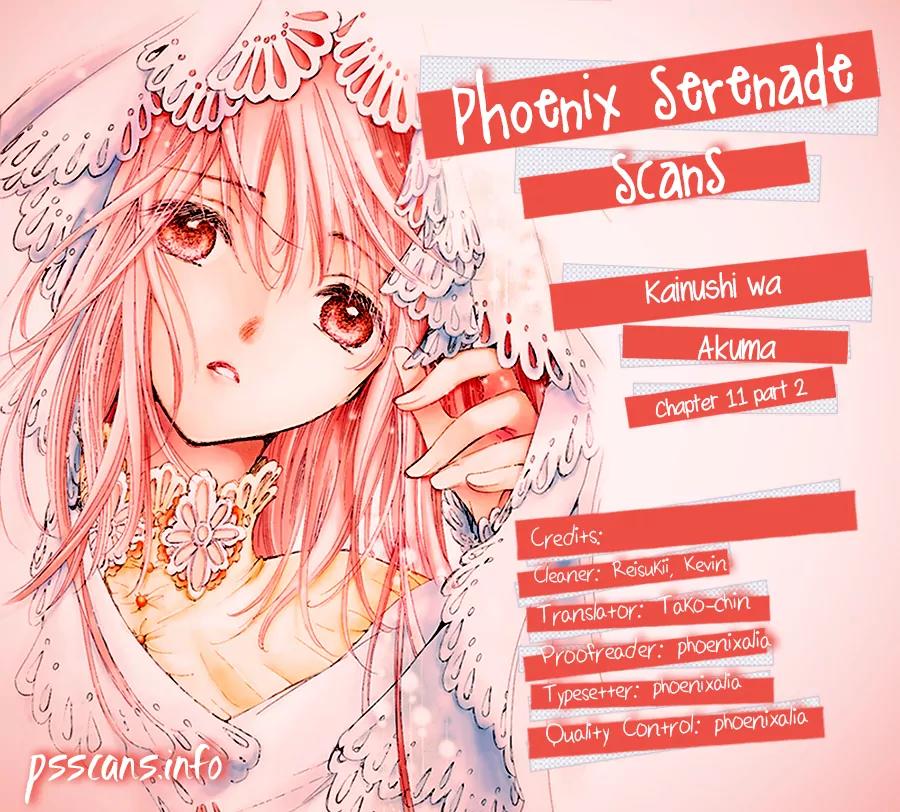 Phoenix Serenade
Scans
Kainushi wa
Akuma
Chapter 11 part 2
Credits:
Cleaner: Reisukii, Kevin
Translator: Tako-chin
Proofreader: phoenixalia
Typesetter: phoenixalia
Quality Control: phoenixalia
psscans.info